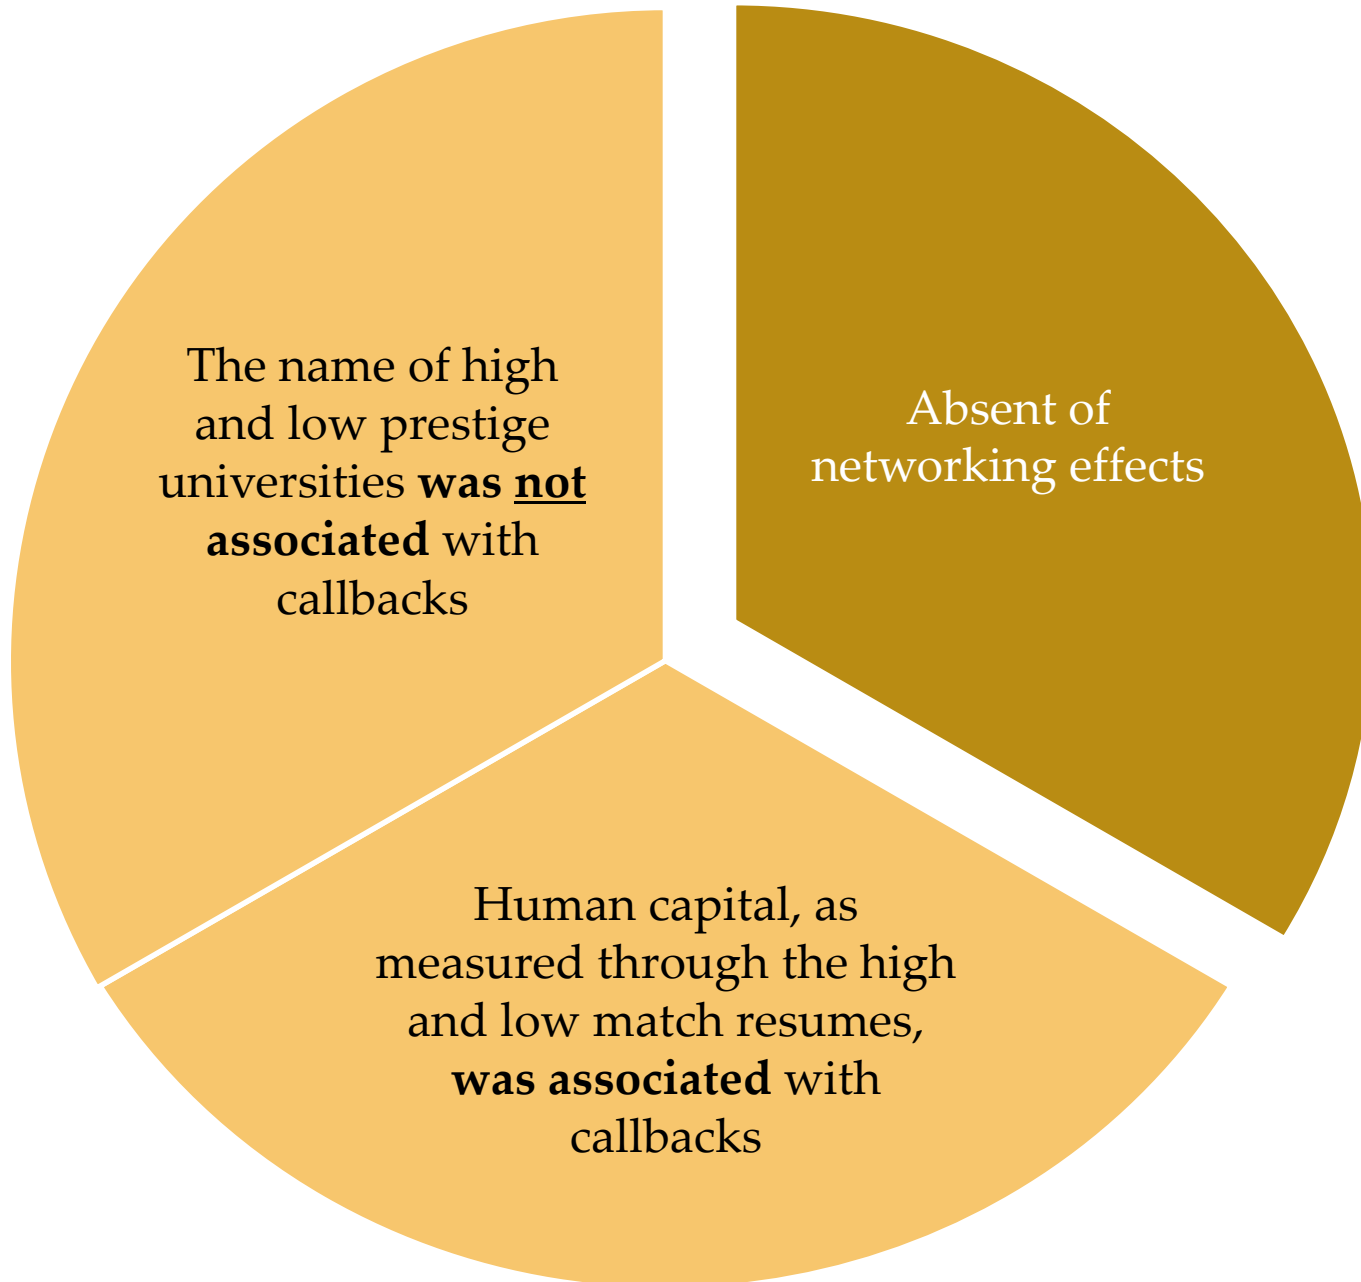 The name of high
and low prestige
universities was not
associated with
callbacks
Absent of
networking effects
Human capital, as
measured through the high
and low match resumes,
was associated with
callbacks